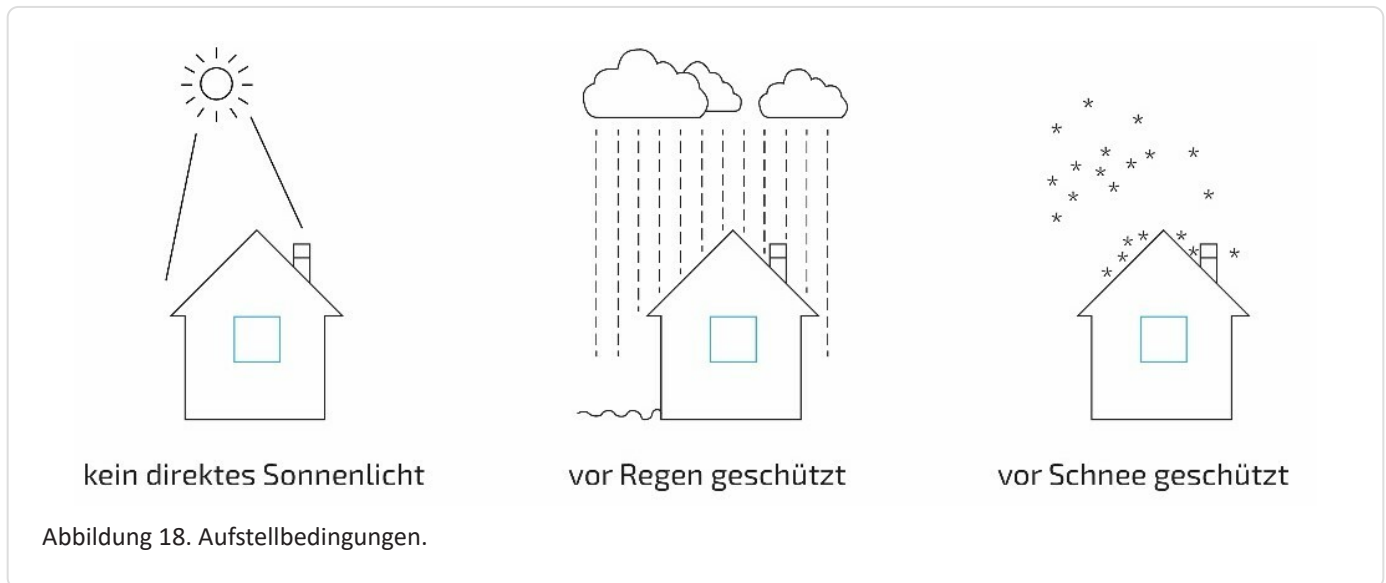 kein direktes Sonnenlicht
vor Regen geschützt
vor Schnee geschützt
Abbildung 18. Aufstellbedingungen.